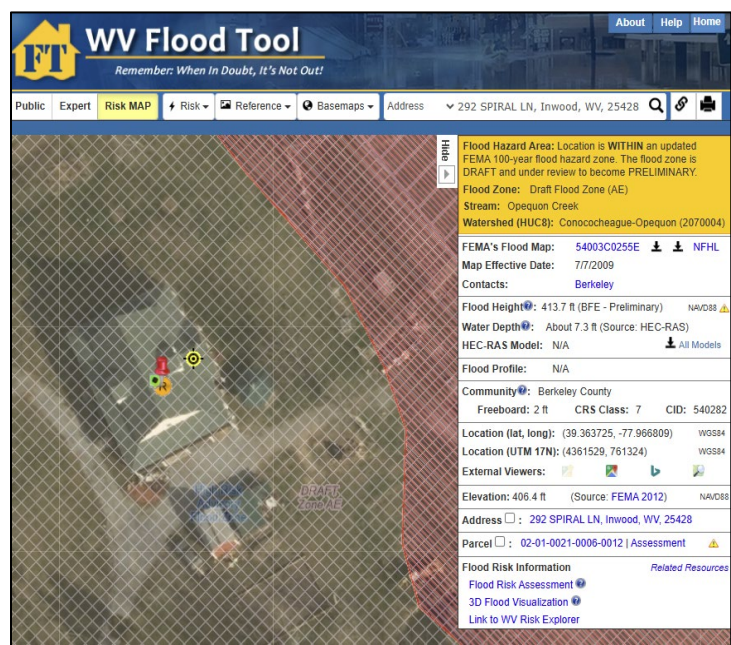 About Help Home
FT
WV Flood Tool
Remember: When In Doubt, It's Not Out!
Public Expert Risk MAP Risk Reference Basemaps Address 292 SPIRAL LN, Inwood, WV, 25428
Hide
Flood Hazard Area: Location is WITHIN an updated
FEMA 100-year flood hazard zone. The flood zone is
DRAFT and under review to become PRELIMINARY.
Flood Zone: Draft Flood Zone (AE)
Stream: Opequon Creek
Watershed (HUC8): Conococheague-Opequon (2070004)
FEMA's Flood Map: 54003C0255E NFHL
Map Effective Date: 7/7/2009
Contacts: Berkeley
Flood Height?: 413.7 ft (BFE - Preliminary) NAVD88
Water Depth?: About 7.3 ft (Source: HEC-RAS)
HEC-RAS Model: N/A All Models
Flood Profile: N/A
Community?: Berkeley County
Freeboard: 2 ft CRS Class: 7 CID: 540282
Location (lat, long): (39.363725, -77.966809) WGS84
Location (UTM 17N): (4361529, 761324) WGS84
External Viewers:
Elevation: 406.4 ft (Source: FEMA 2012) NAVD88
Address : 292 SPIRAL LN, Inwood, WV, 25428
Parcel : 02-01-0021-0006-0012 | Assessment
Flood Risk Information Related Resources
Flood Risk Assessment ?
3D Flood Visualization ?
Link to WV Risk Explorer
R
DRAFT
Zone AE